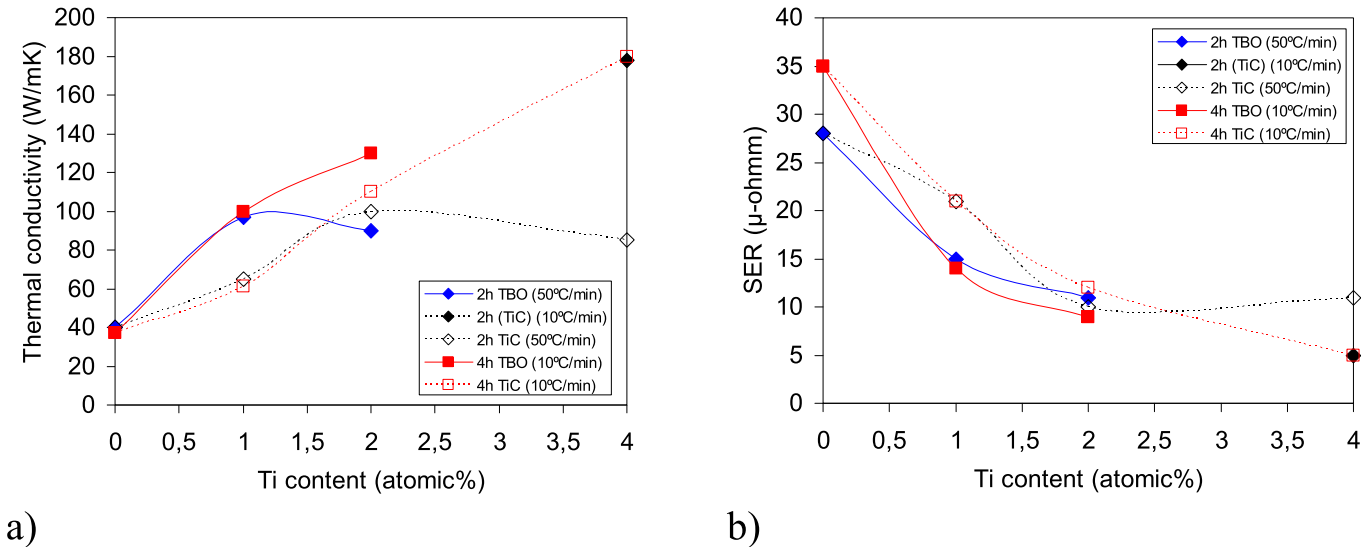 200
180
160
140
120
100
80
60
40
20
0
Thermal conductivity (W/mK)
2h TBO (50ºC/min)
2h (TiC) (10ºC/min)
2h TiC (50ºC/min)
4h TBO (10ºC/min)
4h TiC (10ºC/min)
0 0,5 1 1,5 2 2,5 3 3,5 4
Ti content (atomic%)
a)
40
35
30
25
20
15
10
5
0
SER (µ-ohmm)
2h TBO (50ºC/min)
2h (TiC) (10ºC/min)
2h TiC (50ºC/min)
4h TBO (10ºC/min)
4h TiC (10ºC/min)
0 0,5 1 1,5 2 2,5 3 3,5 4
Ti content (atomic%)
b)